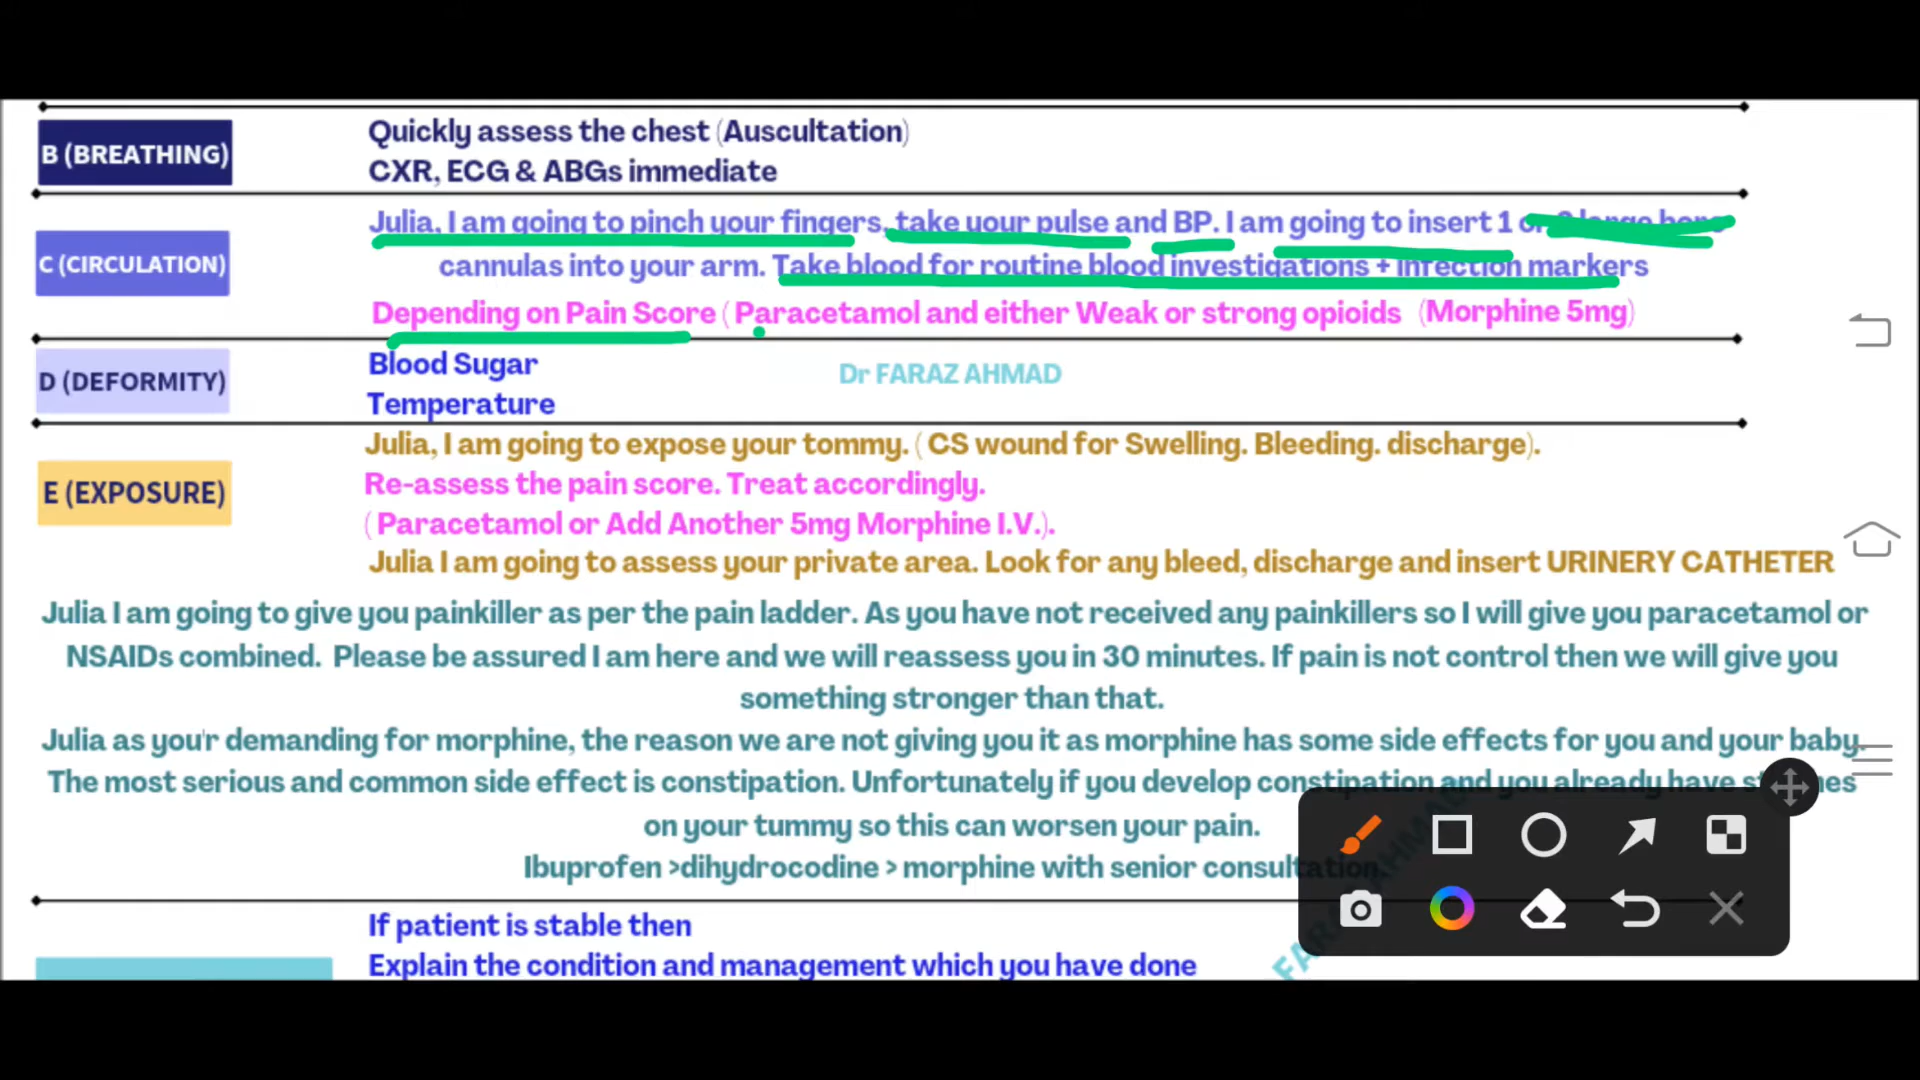 B (BREATHING)
Quickly assess the chest (Auscultation)
CXR, ECG & ABGs immediate
C (CIRCULATION)
Julia, I am going to pinch your fingers, take your pulse and BP. I am going to insert 1 or 2 large bore
cannulas into your arm. Take blood for routine blood investigations + infection markers
Depending on Pain Score ( Paracetamol and either Weak or strong opioids (Morphine 5mg)
D (DEFORMITY)
Blood Sugar
Temperature
Dr FARAZ AHMAD
E (EXPOSURE)
Julia, I am going to expose your tommy. ( CS wound for Swelling. Bleeding. discharge).
Re-assess the pain score. Treat accordingly.
( Paracetamol or Add Another 5mg Morphine I.V.).
Julia I am going to assess your private area. Look for any bleed, discharge and insert URINERY CATHETER
Julia I am going to give you painkiller as per the pain ladder. As you have not received any painkillers so I will give you paracetamol or
NSAIDs combined. Please be assured I am here and we will reassess you in 30 minutes. If pain is not control then we will give you
something stronger than that.
Julia as you'r demanding for morphine, the reason we are not giving you it as morphine has some side effects for you and your baby.
The most serious and common side effect is constipation. Unfortunately if you develop constipation and you already have
on your tummy so this can worsen your pain.
Ibuprofen >dihydrocodine > morphine with senior consultation.
If patient is stable then
Explain the condition and management which you have done